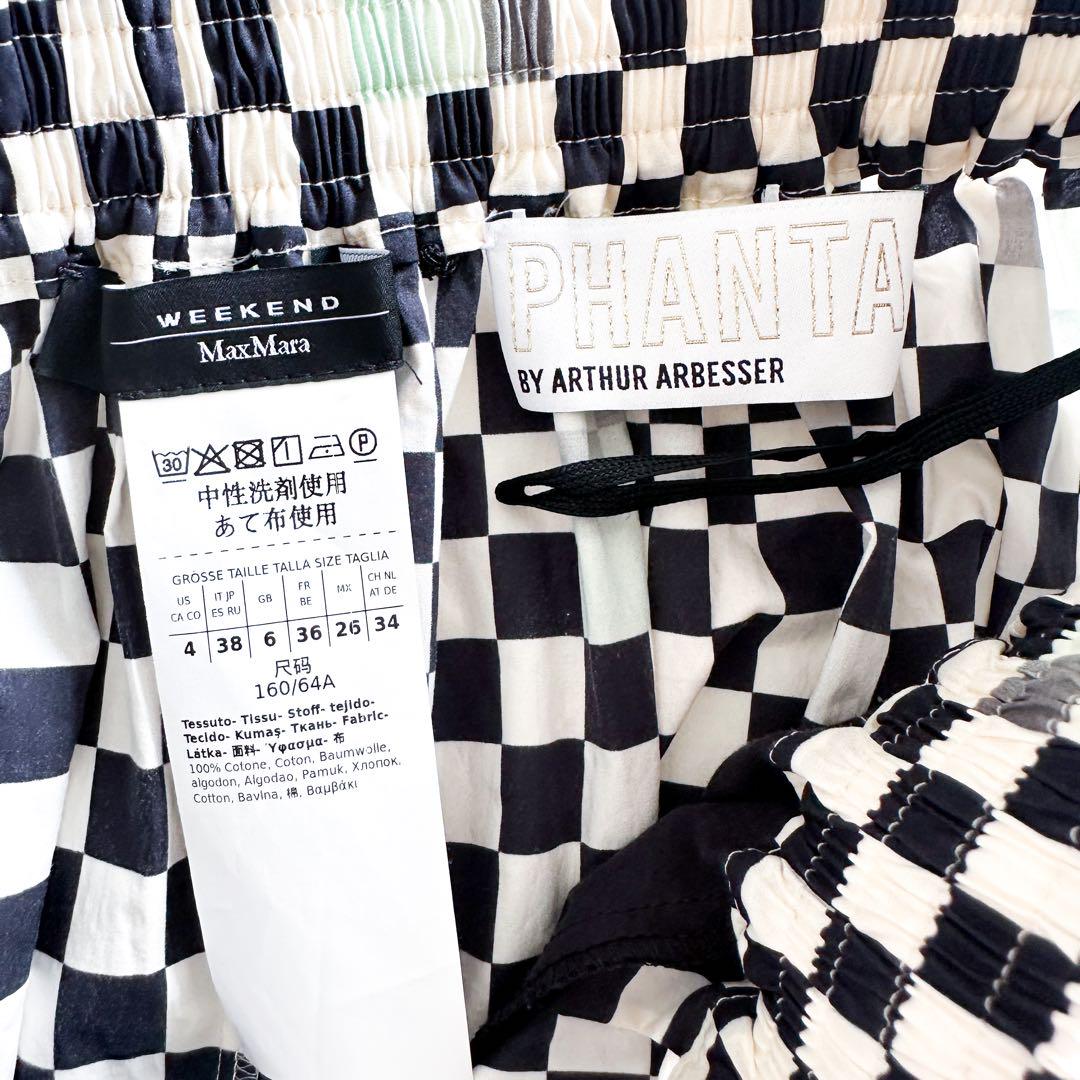 WEEKEND
MaxMara
30 P
中性洗剤使用
あて布使用
GRÖSSE TAILLE TALLA SIZE TAGLIA
US CA CO | IT JP ES RU | GB | FR BE | MX | CH NL AT DE
4 | 38 | 6 | 36 | 26 | 34
尺码
160/64A
Tessuto- Tissu- Stoff- tejido-
Tecido- Kumaş- Ткань- Fabric-
Látka- 面料- Ύφασμα- 布
100% Cotone, Coton, Baumwolle,
algodon, Algodao, Pamuk, Хлопок,
Cotton, Bavlna, 棉, Βαμβάκι
PHANTA
BY ARTHUR ARBESSER